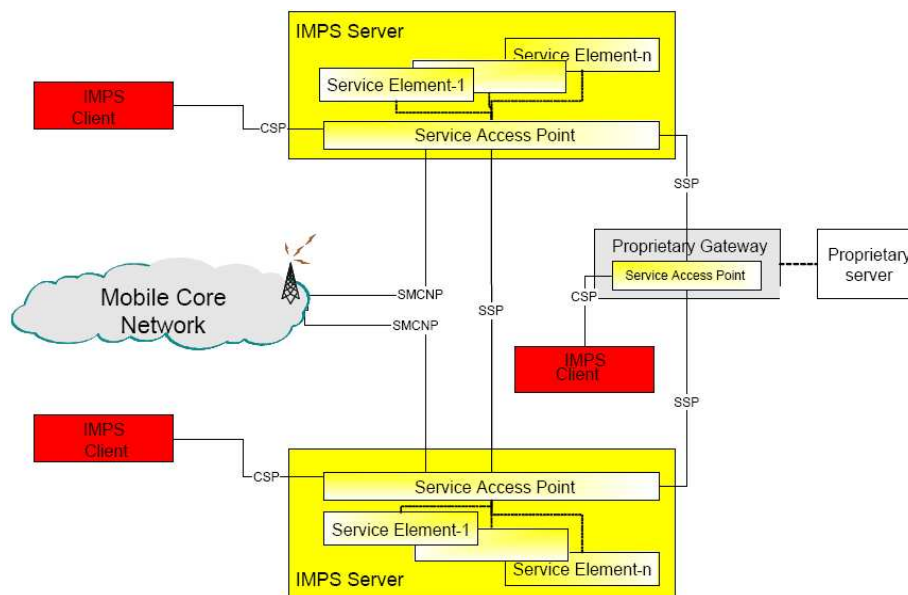 IMPS Server
Service Element-n
Service Element-1
IMPS
Client
CSP
Service Access Point
SSP
Proprietary Gateway
Service Access Point
Proprietary
server
Mobile Core
Network
SMCNP
SSP
CSP
SMCNP
IMPS
Client
SSP
IMPS
Client
CSP
Service Access Point
Service Element-1
Service Element-n
IMPS Server